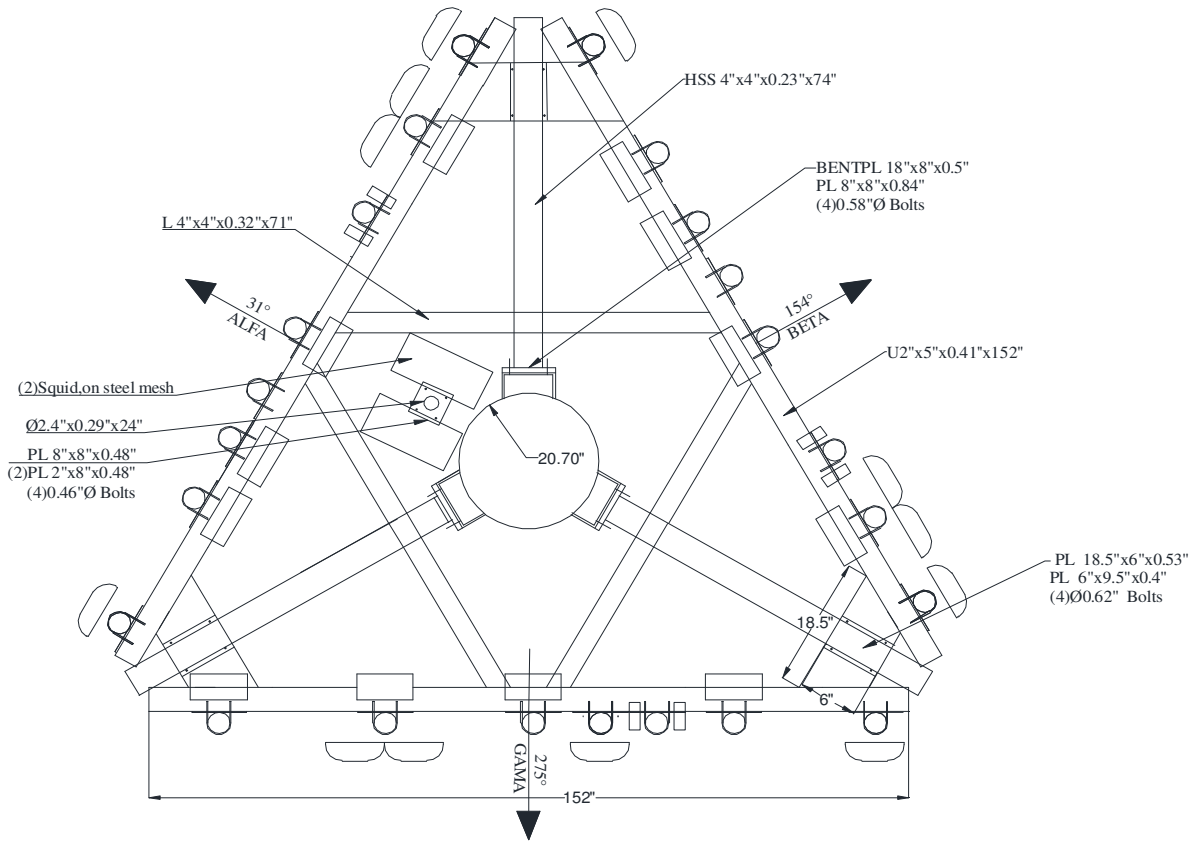 HSS 4"x4"x0.23"x74"
BENTPL 18"x8"x0.5"
PL 8"x8"x0.84"
(4)0.58"Ø Bolts
L 4"x4"x0.32"x71"
31°
ALFA
154°
BETA
U2"x5"x0.41"x152"
(2)Squid,on steel mesh
Ø2.4"x0.29"x24"
PL 8"x8"x0.48"
(2)PL 2"x8"x0.48"
(4)0.46"Ø Bolts
20.70"
PL 18.5"x6"x0.53"
PL 6"x9.5"x0.4"
(4)Ø0.62" Bolts
18.5"
6"
275°
GAMA
152"